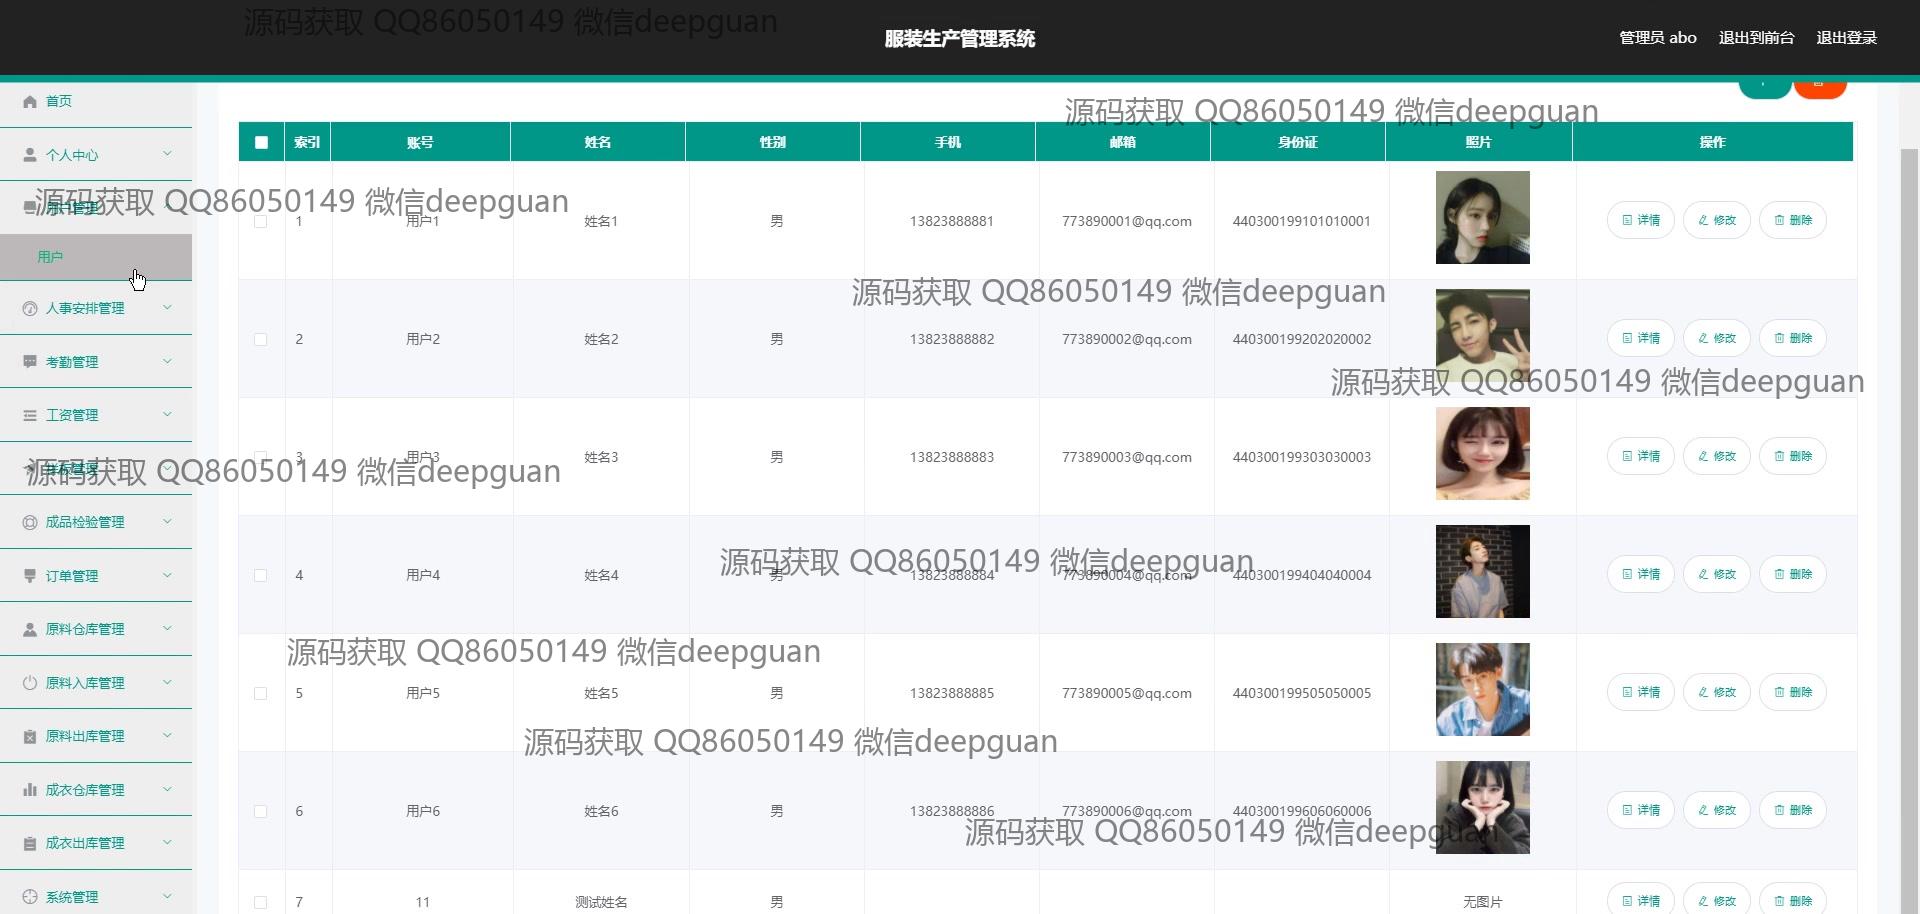 源码获取 QQ86050149 微信deepguan
服装生产管理系统
管理员 abo 退出到前台 退出登录
首页
个人中心
用户管理
用户
人事安排管理
考勤管理
工资管理
成品检验管理
订单管理
原料仓库管理
原料入库管理
原料出库管理
成衣仓库管理
成衣出库管理
系统管理
源码获取 QQ86050149 微信deepguan
索引 账号 姓名 性别 手机 邮箱 身份证 照片 操作
源码获取 QQ86050149 微信deepguan
1 用户1 姓名1 男 13823888881 773890001@qq.com 440300199101010001 详情 修改 删除
源码获取 QQ86050149 微信deepguan
2 用户2 姓名2 男 13823888882 773890002@qq.com 440300199202020002 详情 修改 删除
源码获取 QQ86050149 微信deepguan
3 用户3 姓名3 男 13823888883 773890003@qq.com 440300199303030003 详情 修改 删除
源码获取 QQ86050149 微信deepguan
源码获取 QQ86050149 微信deepguan
4 用户4 姓名4 男 13823888884 773890004@qq.com 440300199404040004 详情 修改 删除
源码获取 QQ86050149 微信deepguan
5 用户5 姓名5 男 13823888885 773890005@qq.com 440300199505050005 详情 修改 删除
源码获取 QQ86050149 微信deepguan
6 用户6 姓名6 男 13823888886 773890006@qq.com 440300199606060006 详情 修改 删除
源码获取 QQ86050149 微信deepguan
7 11 测试姓名 男 无图片 详情 修改 删除